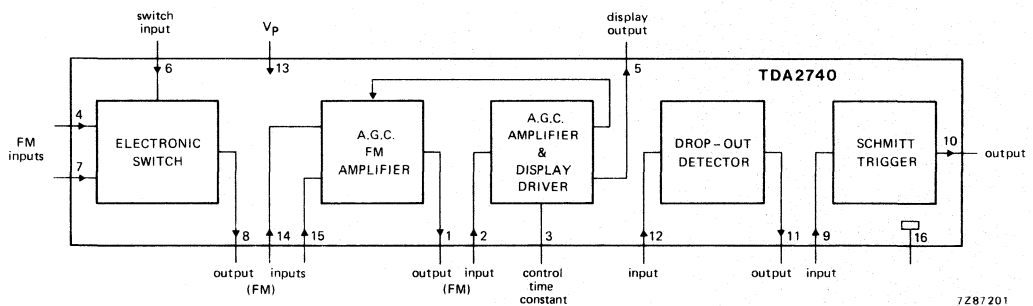 switch
input
Vp
display
output
6
13
5
TDA2740
4
FM
inputs
7
ELECTRONIC
SWITCH
A.G.C.
FM
AMPLIFIER
A.G.C.
AMPLIFIER
&
DISPLAY
DRIVER
DROP-OUT
DETECTOR
SCHMITT
TRIGGER
10
output
8
14
15
1
2
3
12
11
9
16
output
(FM)
inputs
output
(FM)
input
control
time
constant
input
output
input
7Z87201